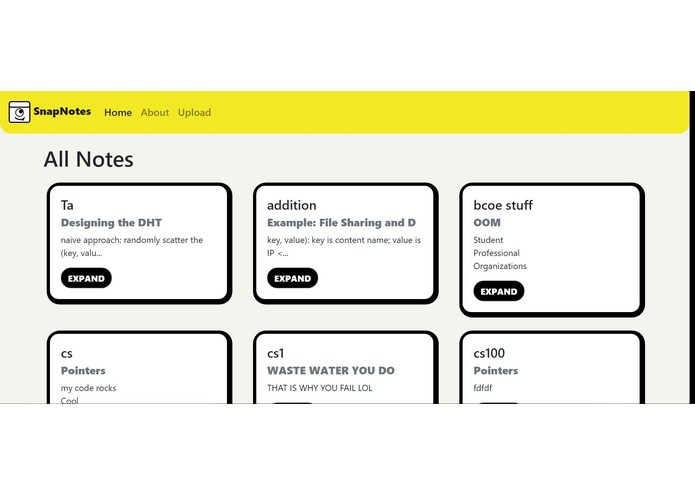 SnapNotes Home About Upload
All Notes
Ta
Designing the DHT
naive approach: randomly scatter the
(key, valu...
EXPAND
addition
Example: File Sharing and D
key, value): key is content name; value is
IP <...
EXPAND
bcoe stuff
OOM
Student
Professional
Organizations
EXPAND
cs
Pointers
my code rocks
Cool
cs1
WASTE WATER YOU DO
THAT IS WHY YOU FAIL LOL
cs100
Pointers
fdfdf